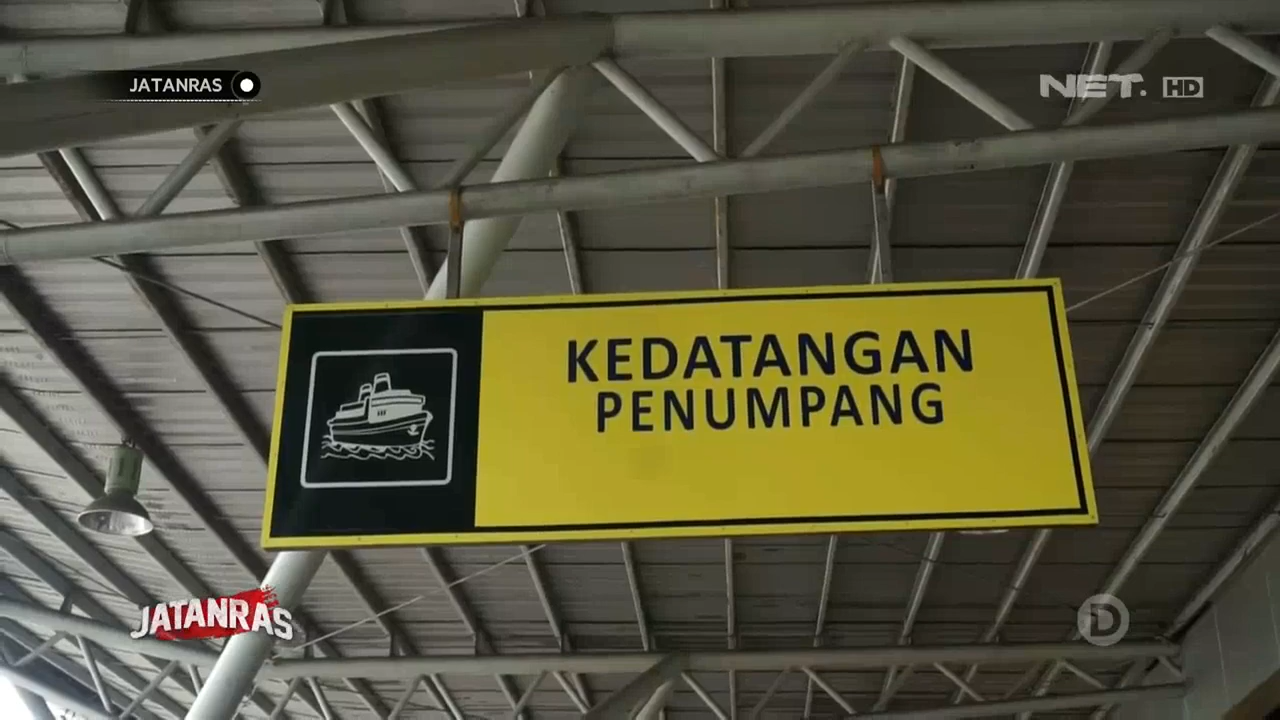 JATANRAS
NET. HD
KEDATANGAN
PENUMPANG
JATANRAS
D